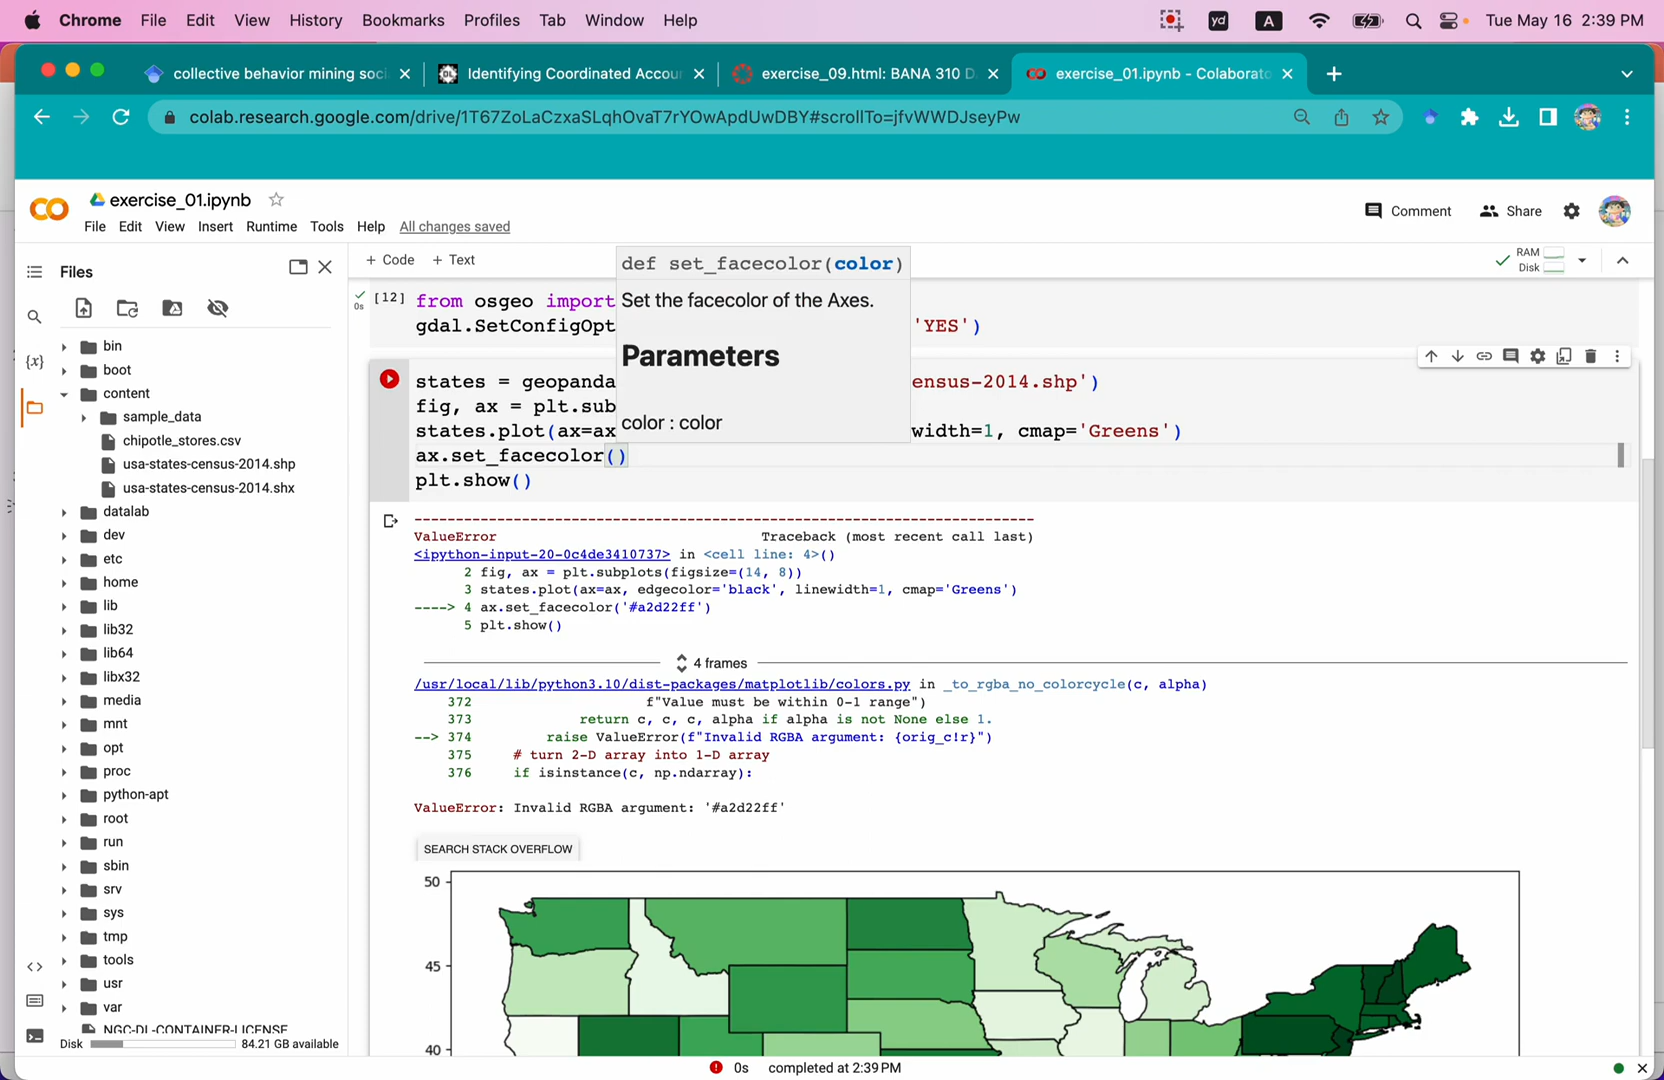 Chrome File Edit View History Bookmarks Profiles Tab Window Help yd A Tue May 16 2:39 PM
collective behavior mining soci Identifying Coordinated Accou exercise_09.html: BANA 310 D exercise_01.ipynb - Colaborato
colab.research.google.com/drive/1T67ZoLaCzxaSLqhOvaT7rYOwApdUwDBY#scrollTo=jfvWWDJseyPw
exercise_01.ipynb
Comment Share
File Edit View Insert Runtime Tools Help All changes saved
Files
+ Code + Text
RAM
Disk
def set_facecolor(color)
Set the facecolor of the Axes.
Parameters
color : color
{x}
bin
boot
content
sample_data
chipotle_stores.csv
usa-states-census-2014.shp
usa-states-census-2014.shx
datalab
dev
etc
home
lib
lib32
lib64
libx32
media
mnt
opt
proc
python-apt
root
run
sbin
srv
sys
tmp
tools
usr
var
NGC-DL-CONTAINER-LICENSE
Disk 84.21 GB available
0s
[12] from osgeo import
gdal.SetConfigOpt 'YES')
states = geopanda ensus-2014.shp')
fig, ax = plt.sub
states.plot(ax=ax width=1, cmap='Greens')
ax.set_facecolor()
plt.show()
---------------------------------------------------------------------------
ValueError Traceback (most recent call last)
<ipython-input-20-0c4de3410737> in <cell line: 4>()
2 fig, ax = plt.subplots(figsize=(14, 8))
3 states.plot(ax=ax, edgecolor='black', linewidth=1, cmap='Greens')
----> 4 ax.set_facecolor('#a2d22ff')
5 plt.show()
4 frames
/usr/local/lib/python3.10/dist-packages/matplotlib/colors.py in _to_rgba_no_colorcycle(c, alpha)
372 f"Value must be within 0-1 range")
373 return c, c, c, alpha if alpha is not None else 1.
--> 374 raise ValueError(f"Invalid RGBA argument: {orig_c!r}")
375 # turn 2-D array into 1-D array
376 if isinstance(c, np.ndarray):
ValueError: Invalid RGBA argument: '#a2d22ff'
SEARCH STACK OVERFLOW
50
45
40
0s completed at 2:39 PM